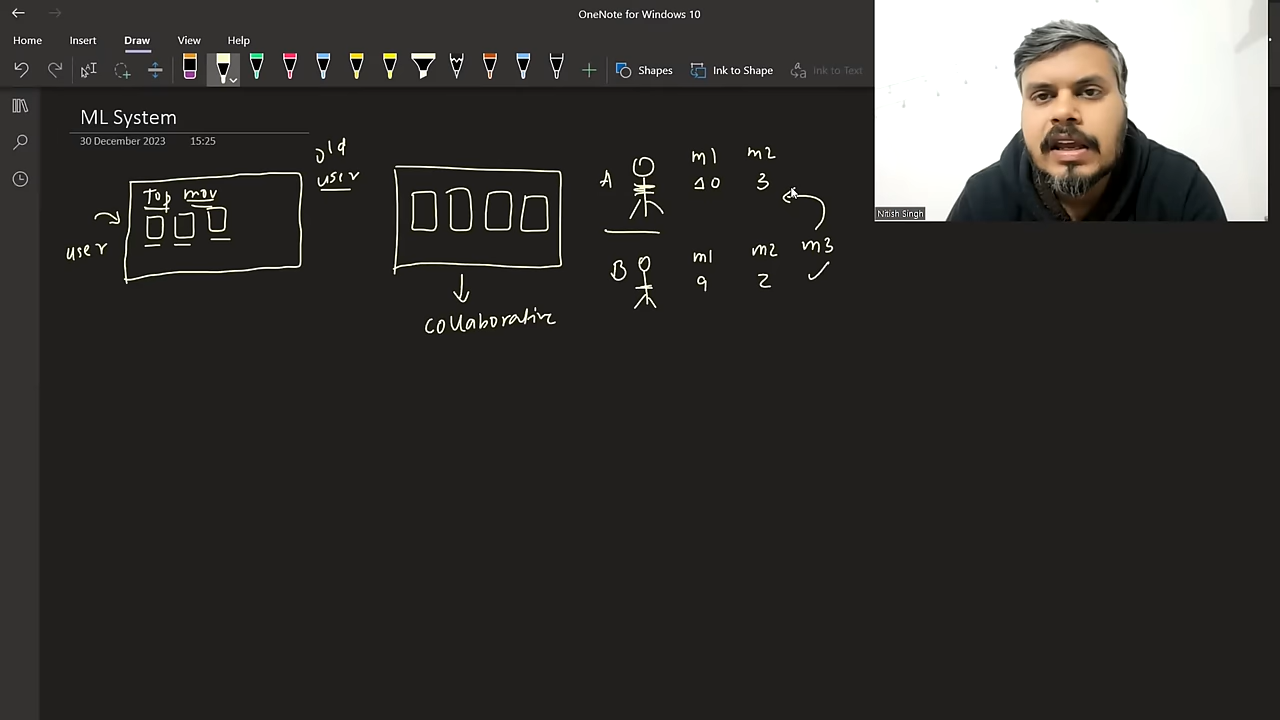 OneNote for Windows 10
Home Insert Draw View Help
Shapes Ink to Shape Ink to Text
ML System
30 December 2023 15:25
Top mov
user
old
user
collaborative
A m1 m2
10 3
B m1 m2 m3
9 2
Nitish Singh